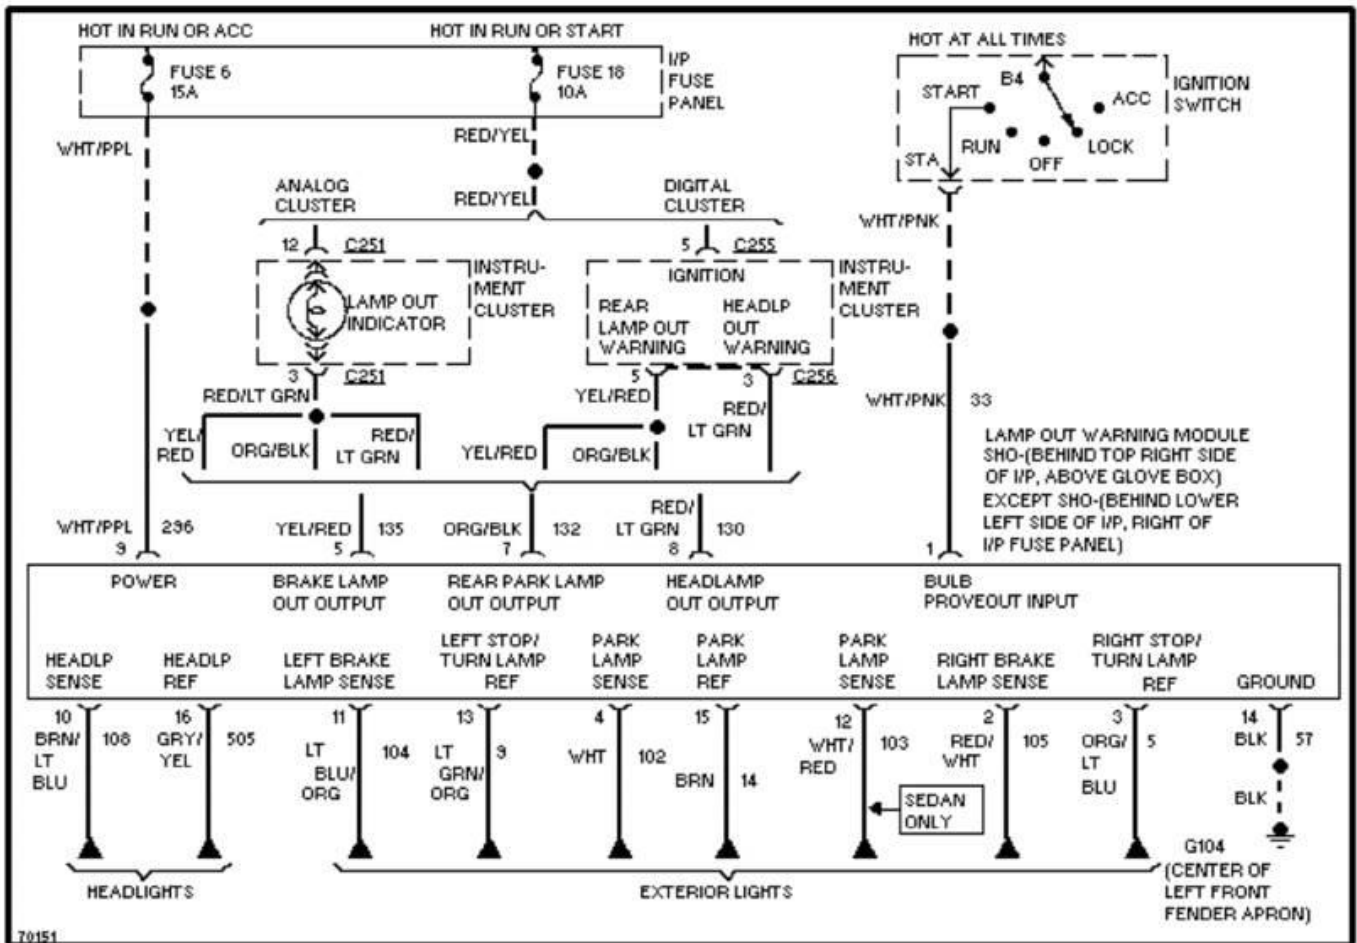 HOT IN RUN OR ACC
HOT IN RUN OR START
HOT AT ALL TIMES
FUSE 6
15A
FUSE 18
10A
I/P
FUSE
PANEL
B4
START
ACC
IGNITION
SWITCH
RUN
OFF
LOCK
STA
WHT/PPL
RED/YEL
RED/YEL
WHT/PNK
ANALOG
CLUSTER
DIGITAL
CLUSTER
12
C251
5
C255
LAMP OUT
INDICATOR
INSTRU-
MENT
CLUSTER
IGNITION
REAR
LAMP OUT
WARNING
HEADLP
OUT
WARNING
INSTRU-
MENT
CLUSTER
3
C251
5
3
C256
RED/LT GRN
YEL/
RED
ORG/BLK
RED/
LT GRN
YEL/RED
RED/
LT GRN
YEL/RED
ORG/BLK
WHT/PNK
33
LAMP OUT WARNING MODULE
SHO-(BEHIND TOP RIGHT SIDE
OF I/P, ABOVE GLOVE BOX)
EXCEPT SHO-(BEHIND LOWER
LEFT SIDE OF I/P, RIGHT OF
I/P FUSE PANEL)
WHT/PPL
296
9
YEL/RED
135
5
ORG/BLK
132
7
RED/
LT GRN
130
8
1
POWER
BRAKE LAMP
OUT OUTPUT
REAR PARK LAMP
OUT OUTPUT
HEADLAMP
OUT OUTPUT
BULB
PROVEOUT INPUT
HEADLP
SENSE
HEADLP
REF
LEFT BRAKE
LAMP SENSE
LEFT STOP/
TURN LAMP
REF
PARK
LAMP
SENSE
PARK
LAMP
REF
PARK
LAMP
SENSE
RIGHT BRAKE
LAMP SENSE
RIGHT STOP/
TURN LAMP
REF
GROUND
10
BRN/
LT
BLU
108
16
GRY/
YEL
505
11
LT
BLU/
ORG
104
13
LT
GRN/
ORG
9
4
WHT
102
15
BRN
14
12
WHT/
RED
103
2
RED/
WHT
105
3
ORG/
LT
BLU
5
14
BLK
57
BLK
SEDAN
ONLY
HEADLIGHTS
EXTERIOR LIGHTS
G104
(CENTER OF
LEFT FRONT
FENDER APRON)
70151